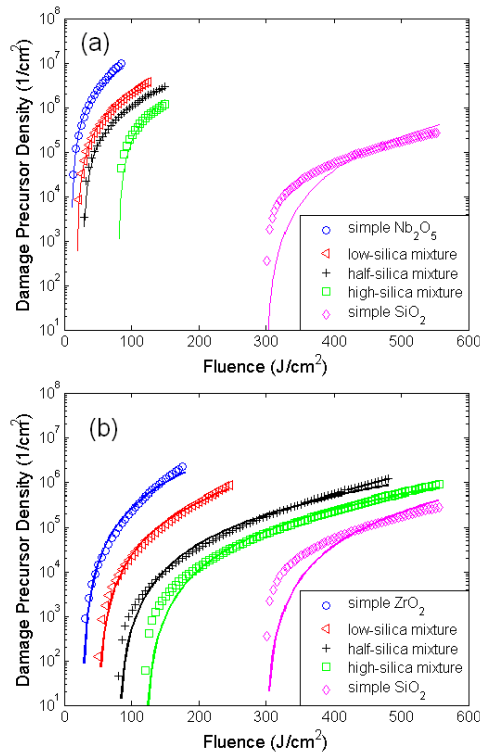 (a)
10⁸
10⁷
10⁶
10⁵
10⁴
10³
10²
10¹
Damage Precursor Density (1/cm²)
simple Nb₂O₅
low-silica mixture
half-silica mixture
high-silica mixture
simple SiO₂
0 100 200 300 400 500 600
Fluence (J/cm²)
(b)
10⁸
10⁷
10⁶
10⁵
10⁴
10³
10²
10¹
Damage Precursor Density (1/cm²)
simple ZrO₂
low-silica mixture
half-silica mixture
high-silica mixture
simple SiO₂
0 100 200 300 400 500 600
Fluence (J/cm²)